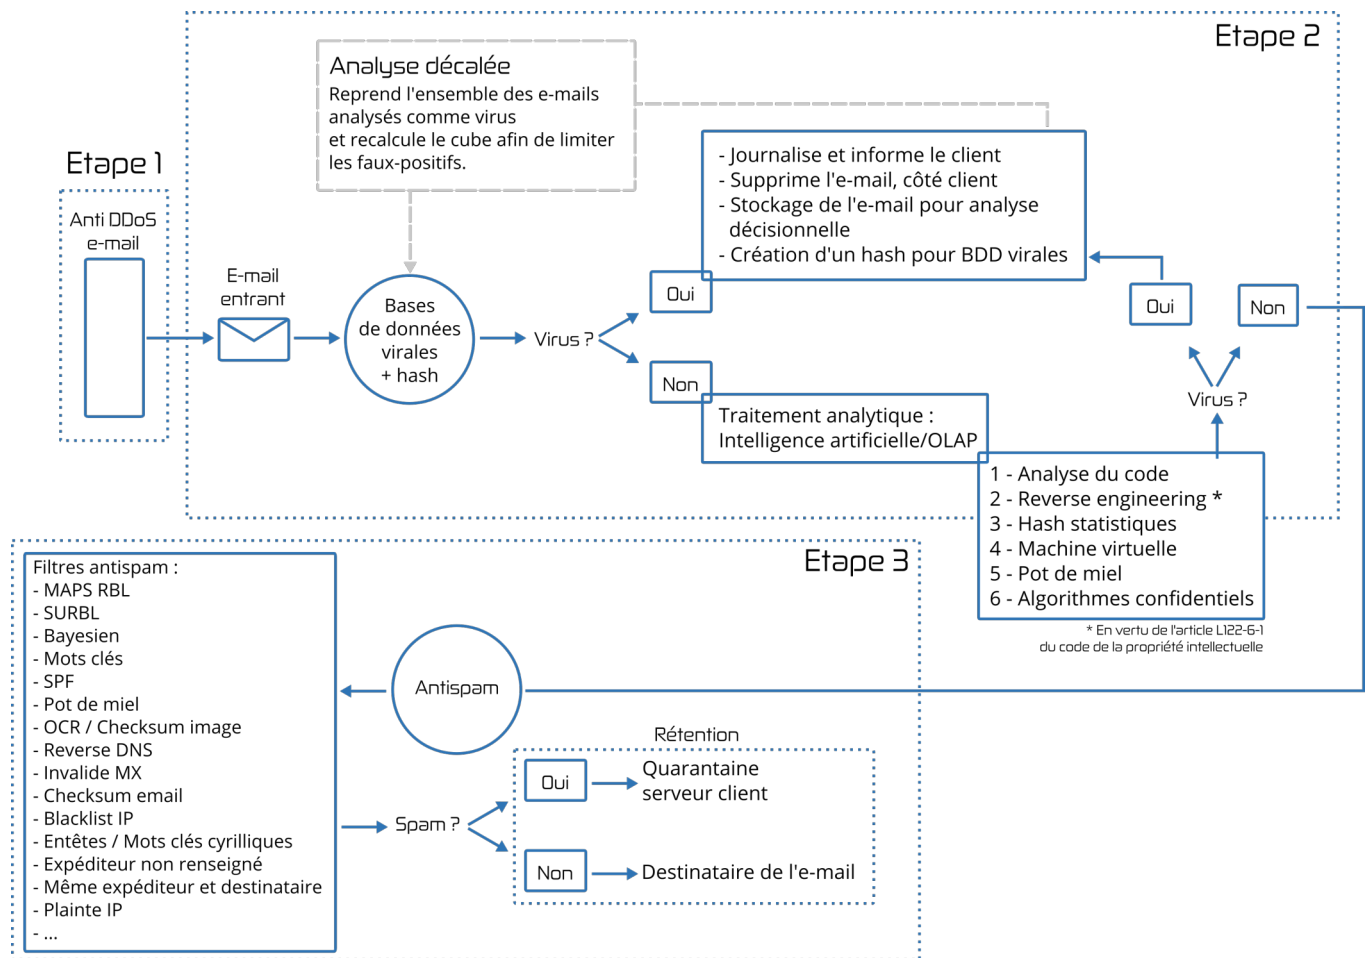 Etape 1
Anti DDoS
e-mail
Etape 2
Analyse décalée
Reprend l'ensemble des e-mails
analysés comme virus
et recalcule le cube afin de limiter
les faux-positifs.
E-mail
entrant
Bases
de données
virales
+ hash
Virus ?
Oui
- Journalise et informe le client
- Supprime l'e-mail, côté client
- Stockage de l'e-mail pour analyse
décisionnelle
- Création d'un hash pour BDD virales
Non
Traitement analytique :
Intelligence artificielle/OLAP
1 - Analyse du code
2 - Reverse engineering *
3 - Hash statistiques
4 - Machine virtuelle
5 - Pot de miel
6 - Algorithmes confidentiels
* En vertu de l'article L122-6-1
du code de la propriété intellectuelle
Virus ?
Oui
Non
Etape 3
Antispam
Filtres antispam :
- MAPS RBL
- SURBL
- Bayesien
- Mots clés
- SPF
- Pot de miel
- OCR / Checksum image
- Reverse DNS
- Invalide MX
- Checksum email
- Blacklist IP
- Entêtes / Mots clés cyrilliques
- Expéditeur non renseigné
- Même expéditeur et destinataire
- Plainte IP
- ...
Spam ?
Rétention
Oui
Quarantaine
serveur client
Non
Destinataire de l'e-mail